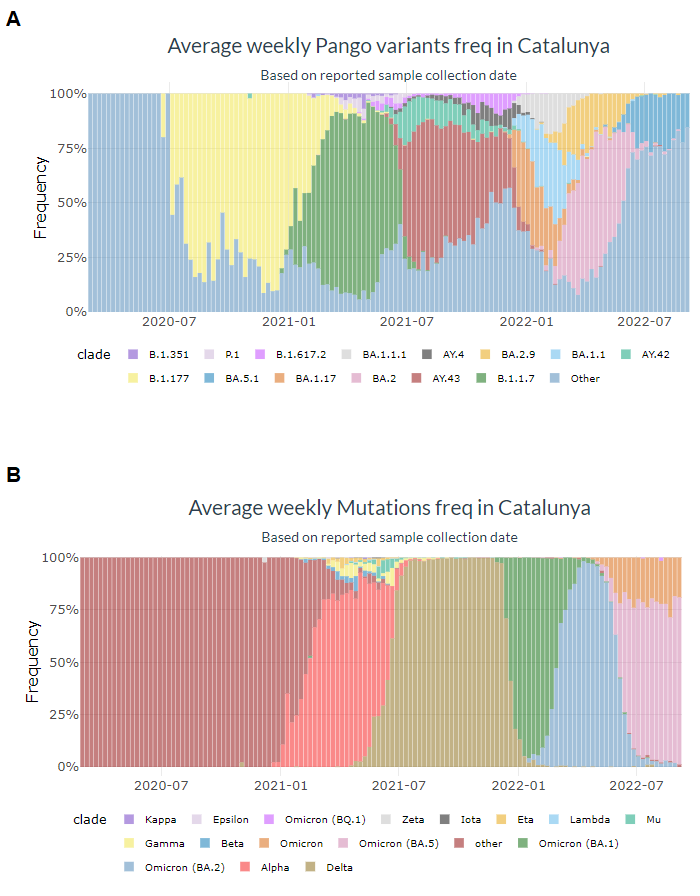 A
Average weekly Pango variants freq in Catalunya
Based on reported sample collection date
100%
75%
50%
25%
0%
Frequency
2020-07 2021-01 2021-07 2022-01 2022-07
clade B.1.351 P.1 B.1.617.2 BA.1.1.1 AY.4 BA.2.9 BA.1.1 AY.42
B.1.177 BA.5.1 BA.1.17 BA.2 AY.43 B.1.1.7 Other
B
Average weekly Mutations freq in Catalunya
Based on reported sample collection date
100%
75%
50%
25%
0%
Frequency
2020-07 2021-01 2021-07 2022-01 2022-07
clade Kappa Epsilon Omicron (BQ.1) Zeta Iota Eta Lambda Mu
Gamma Beta Omicron Omicron (BA.5) other Omicron (BA.1)
Omicron (BA.2) Alpha Delta